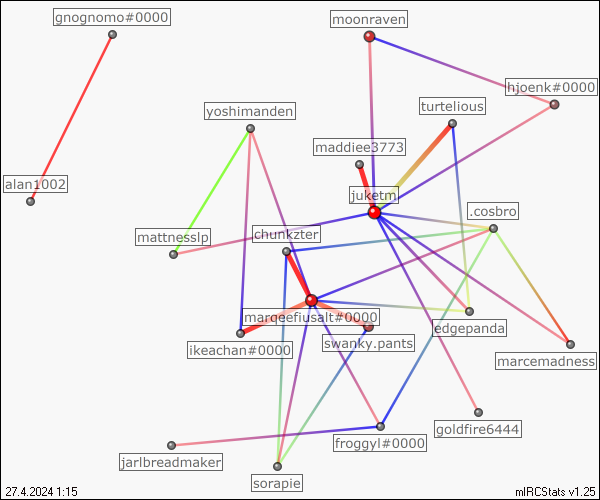 gnognomo#0000
moonraven
hjoenk#0000
turtelious
yoshimanden
maddiee3773
alan1002
juketm
.cosbro
mattnesslp
chunkzter
marqeefiusalt#0000
edgepanda
ikeachan#0000
swanky.pants
marcemadness
goldfire6444
froggyl#0000
jarlbreadmaker
sorapie
27.4.2024 1:15
mIRCStats v1.25